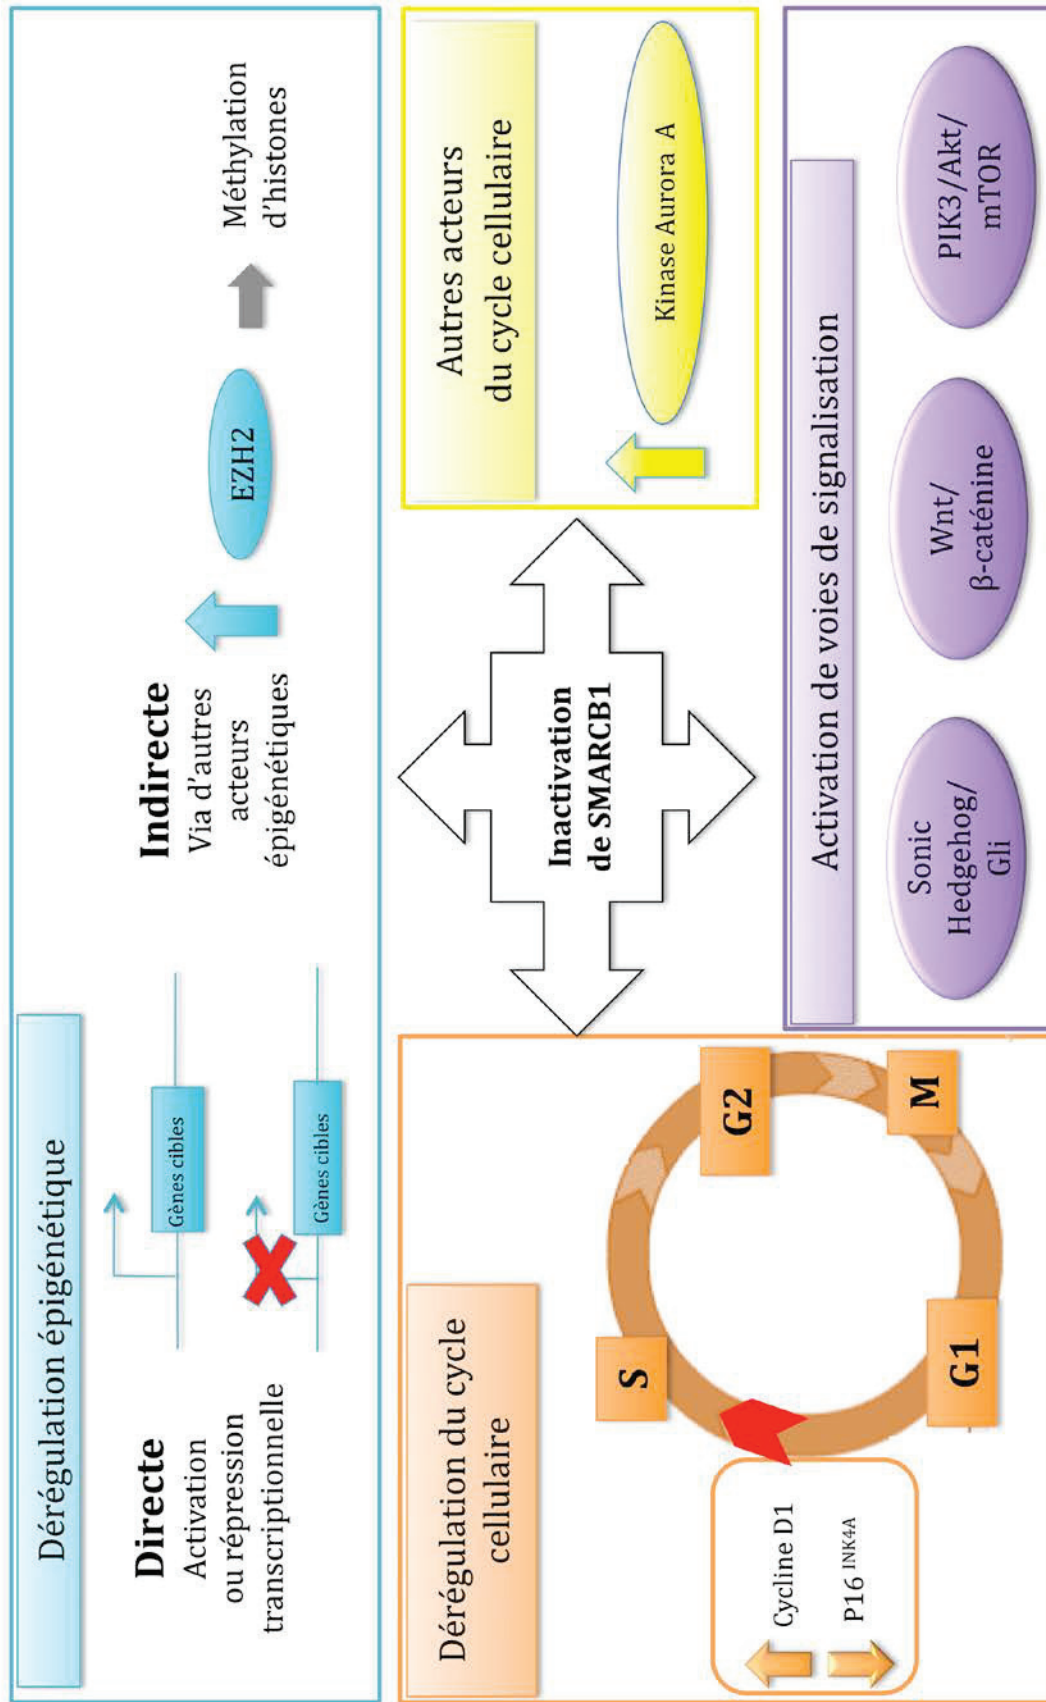 Dérégulation épigénétique
Directe
Activation
ou répression
transcriptionnelle
Gènes cibles
Gènes cibles
Indirecte
Via d'autres
acteurs
épigénétiques
EZH2
Méthylation
d'histones
Dérégulation du cycle
cellulaire
Cycline D1
P16 INK4A
S
G2
G1
M
Inactivation
de SMARCB1
Autres acteurs
du cycle cellulaire
Kinase Aurora A
Activation de voies de signalisation
Sonic
Hedgehog/
Gli
Wnt/
β-caténine
PIK3/Akt/
mTOR